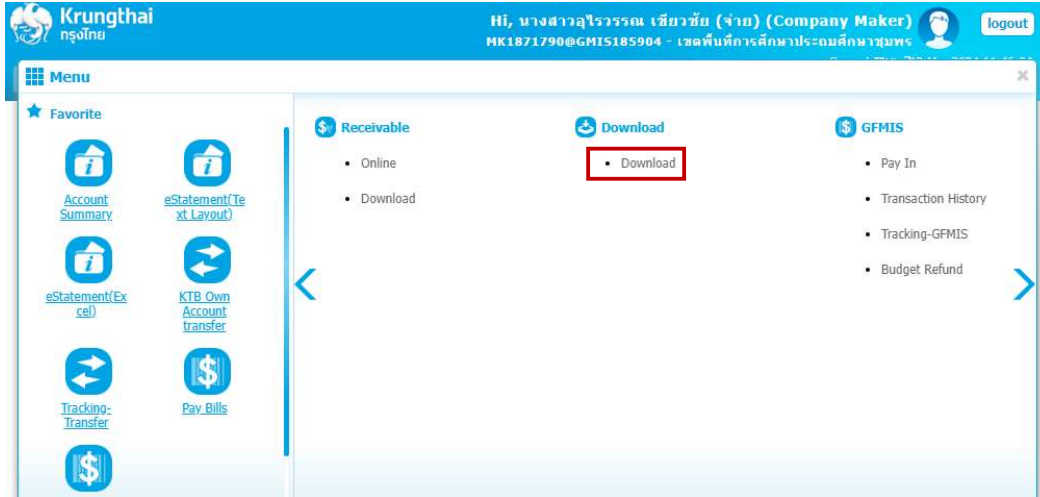 Krungthai
กรุงไทย
Hi, นางสาวอุไรวรรณ เขียวชัย (จ่าย) (Company Maker)
MK1871790@GMIS185904 - เขตพื้นที่การศึกษาประถมศึกษาชุมพร
logout
Menu
×
Favorite
Account
Summary
eStatement(Te
xt Layout)
eStatement(Ex
cel)
KTB Own
Account
transfer
Tracking-
Transfer
Pay Bills
Receivable
• Online
• Download
Download
• Download
GFMIS
• Pay In
• Transaction History
• Tracking-GFMIS
• Budget Refund